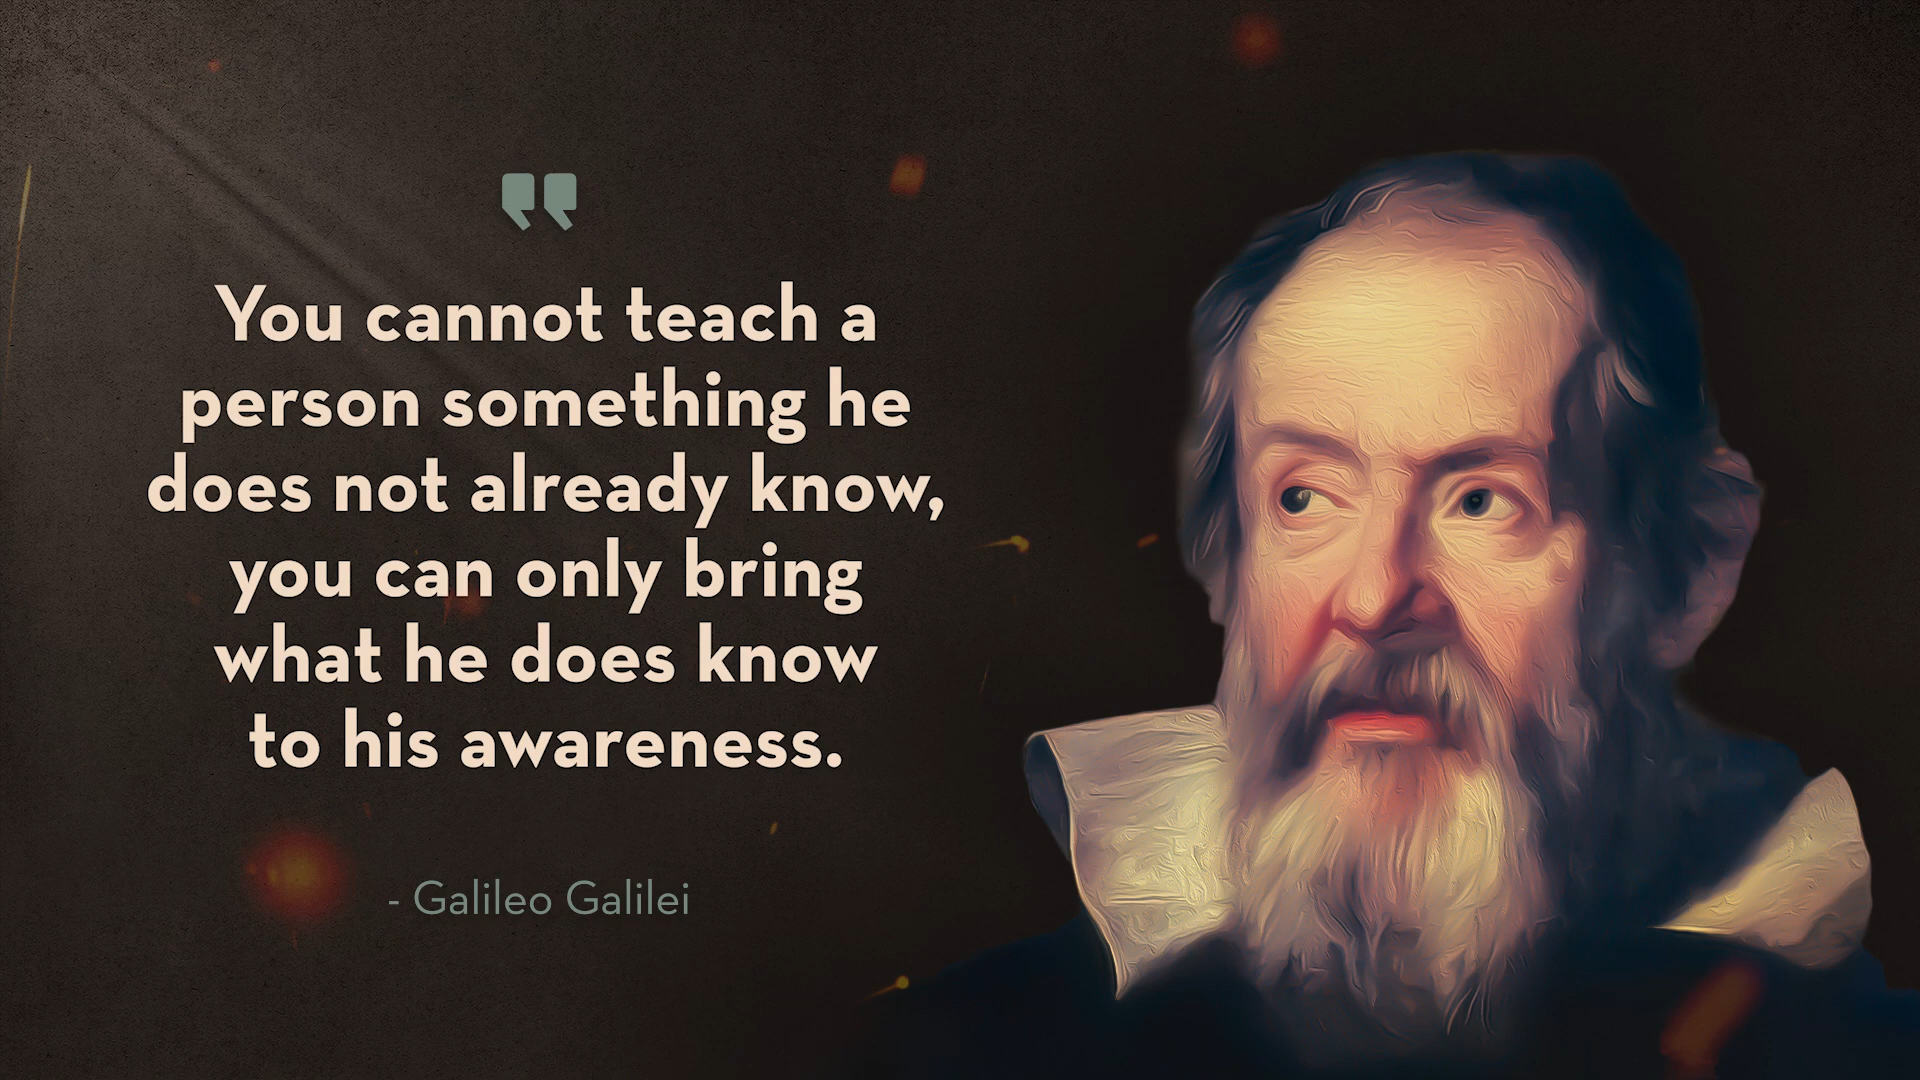 You cannot teach a
person something he
does not already know,
you can only bring
what he does know
to his awareness.
- Galileo Galilei